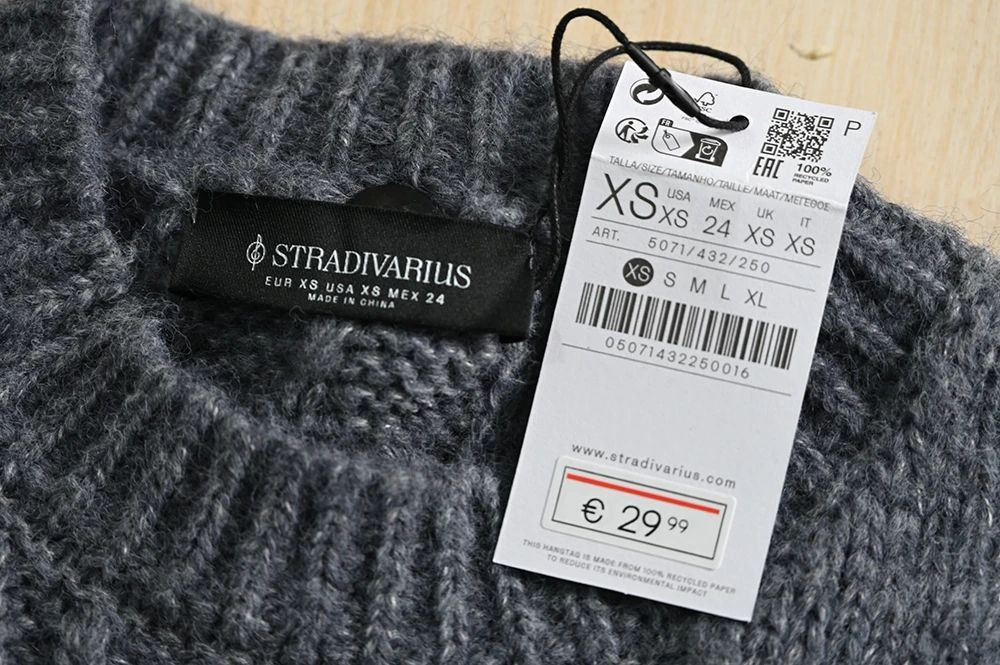 STRADIVARIUS
EUR XS USA XS MEX 24
MADE IN CHINA
P
FR
EAC
100%
RECYCLED
PAPER
TALLA/SIZE/TAMANHO/TAILLE/MAAT/
XS
USA MEX UK IT
XS 24 XS XS
ART. 5071/432/250
XS S M L XL
05071432250016
www.stradivarius.com
€ 29 99
THIS HANGTAG IS MADE FROM 100% RECYCLED PAPER
TO REDUCE ITS ENVIRONMENTAL IMPACT